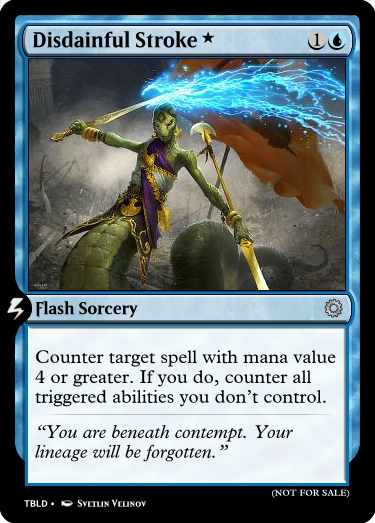 Disdainful Stroke ★ 1
Flash Sorcery
Counter target spell with mana value
4 or greater. If you do, counter all
triggered abilities you don't control.
“You are beneath contempt. Your
lineage will be forgotten.”
(NOT FOR SALE)
TBLD • Svetlin Velinov